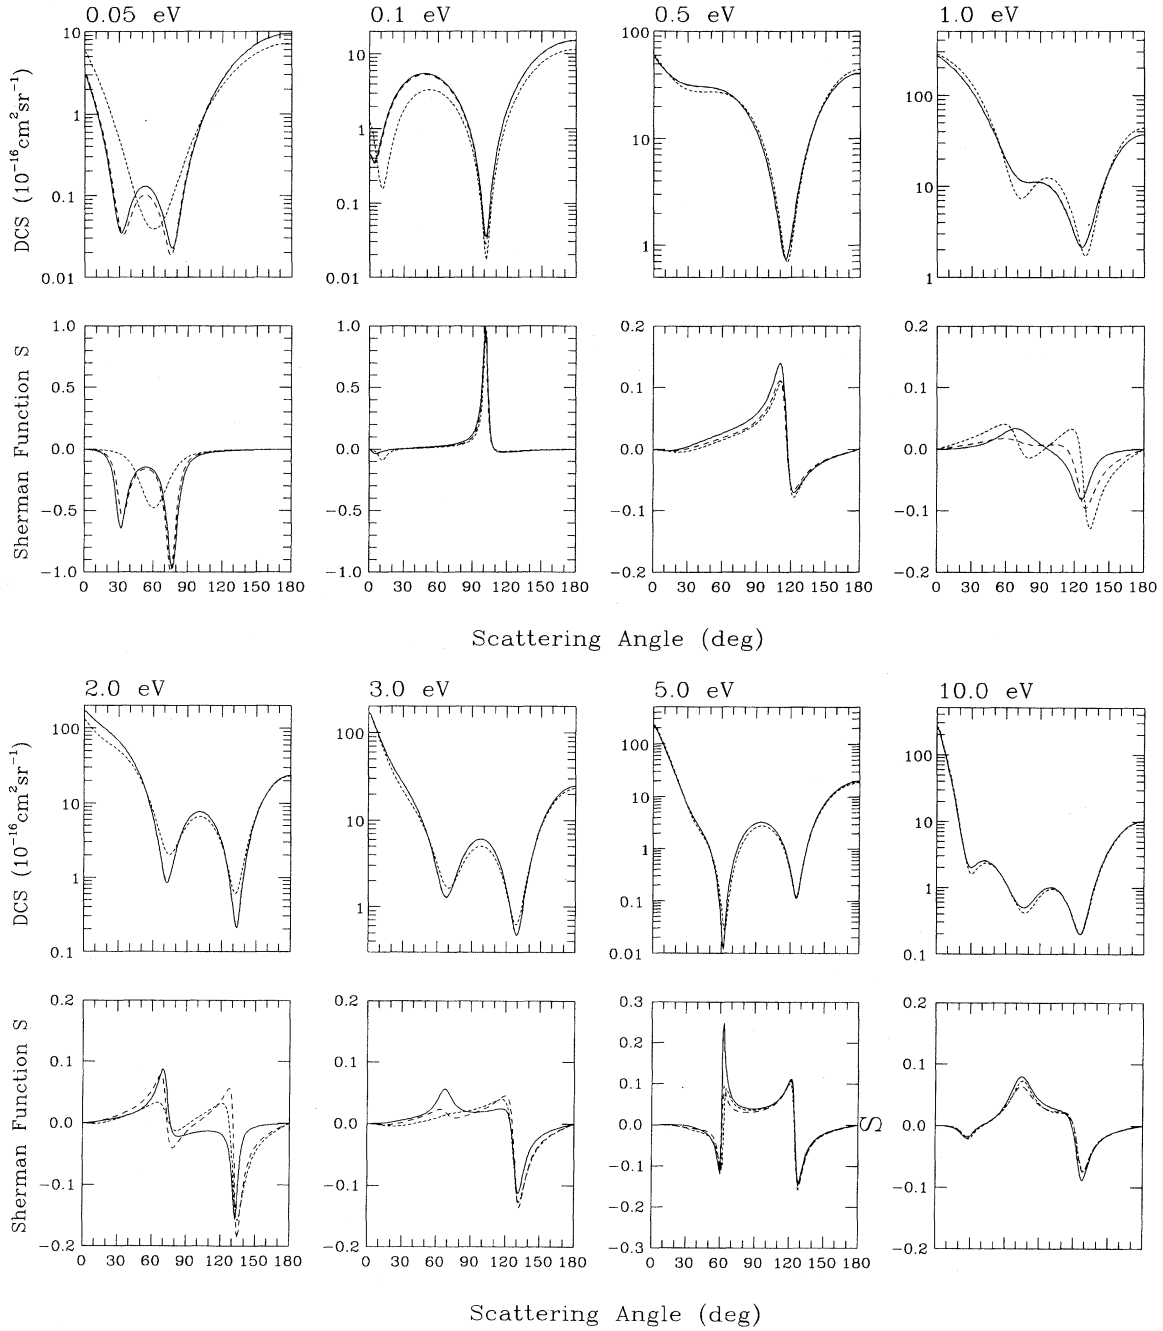 0.05 eV 0.1 eV 0.5 eV 1.0 eV
DCS (10⁻¹⁶cm²sr⁻¹)
10 1 0.1 0.01
10 1 0.1 0.01
100 10 1
100 10 1
Sherman Function S
1.0 0.5 0.0 −0.5 −1.0
1.0 0.5 0.0 −0.5 −1.0
0.2 0.1 0.0 −0.1 −0.2
0.2 0.1 0.0 −0.1 −0.2
0 30 60 90 120 150 180 0 30 60 90 120 150 180 0 30 60 90 120 150 180 0 30 60 90 120 150 180
Scattering Angle (deg)
2.0 eV 3.0 eV 5.0 eV 10.0 eV
DCS (10⁻¹⁶cm²sr⁻¹)
100 10 1 0.1
100 10 1
100 10 1 0.1 0.01
100 10 1 0.1
Sherman Function S
0.2 0.1 0.0 −0.1 −0.2
0.2 0.1 0.0 −0.1 −0.2
0.3 0.2 0.1 0.0 −0.1 −0.2 −0.3
S
0.2 0.1 0.0 −0.1 −0.2
0 30 60 90 120 150 180 0 30 60 90 120 150 180 0 30 60 90 120 150 180
Scattering Angle (deg)